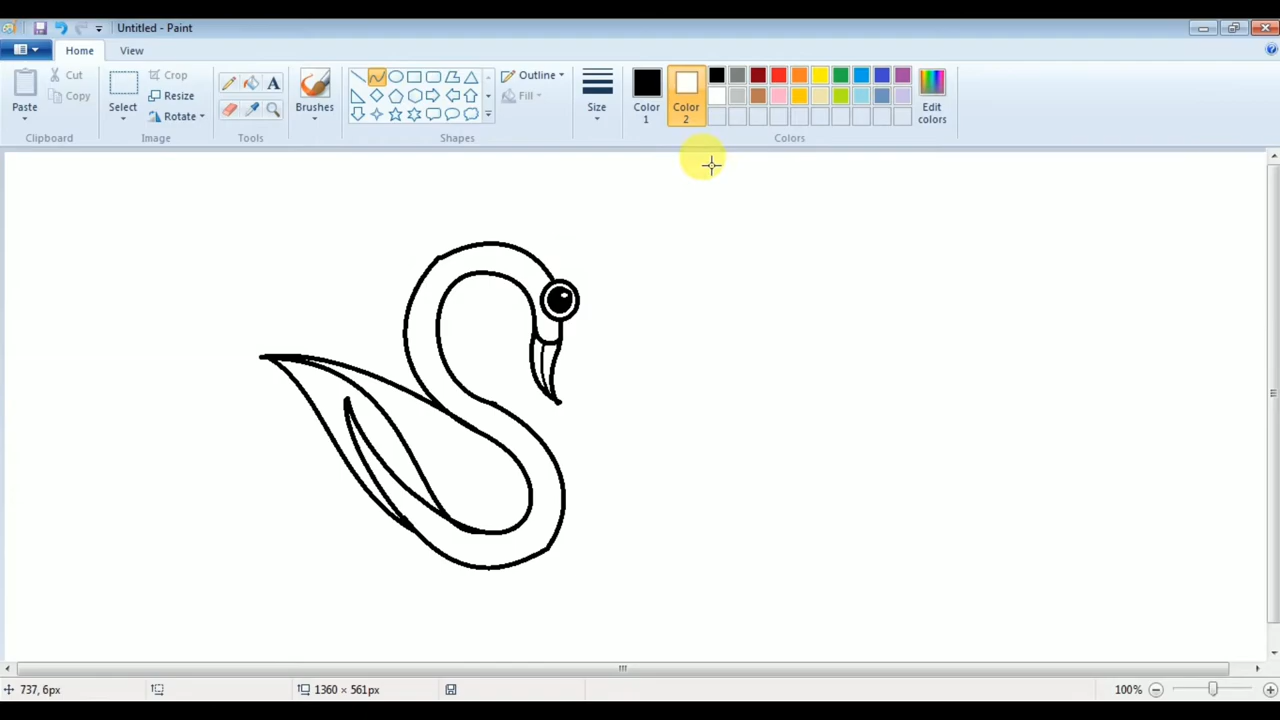 Untitled - Paint
Home View
Paste
Cut
Copy
Clipboard
Select
Crop
Resize
Rotate
Image
A
Tools
Brushes
Outline
Fill
Shapes
Size
Color 1
Color 2
Edit colors
Colors
737, 6px
1360 × 561px
100%